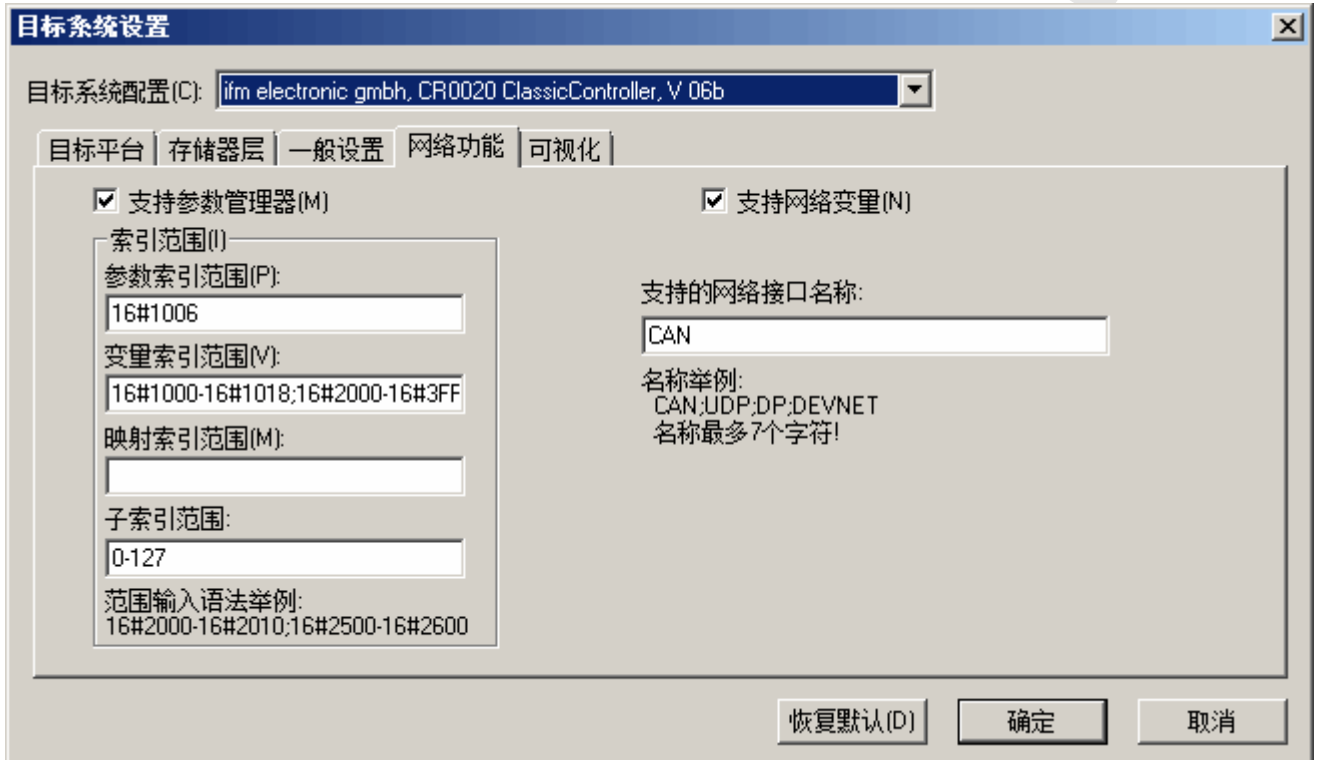 目标系统设置
目标系统配置(C): ifm electronic gmbh, CR0020 ClassicController, V 06b
目标平台 存储器层 一般设置 网络功能 可视化
支持参数管理器(M)
支持网络变量(N)
索引范围(I)
参数索引范围(P):
16#1006
变量索引范围(V):
16#1000-16#1018;16#2000-16#3FF
映射索引范围(M):
子索引范围:
0-127
范围输入语法举例:
16#2000-16#2010;16#2500-16#2600
支持的网络接口名称:
CAN
名称举例:
CAN;UDP;DP;DEVNET
名称最多7个字符!
恢复默认(D) 确定 取消